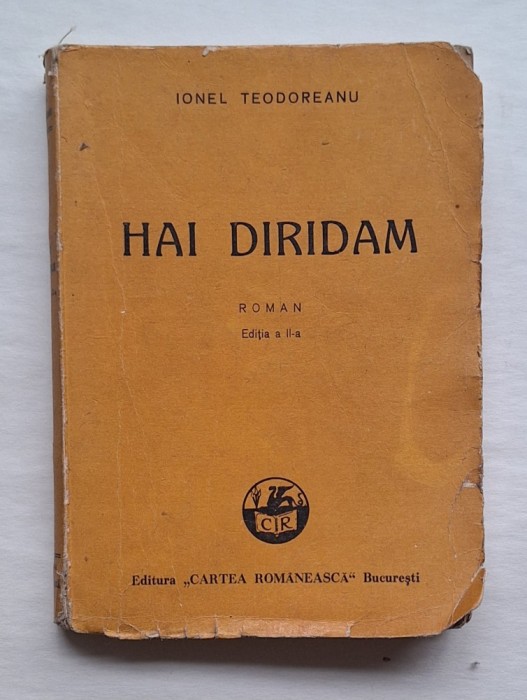 IONEL TEODOREANU
HAI DIRIDAM
ROMAN
Ediția a II-a
CR
Editura „CARTEA ROMÂNEASCĂ“ București